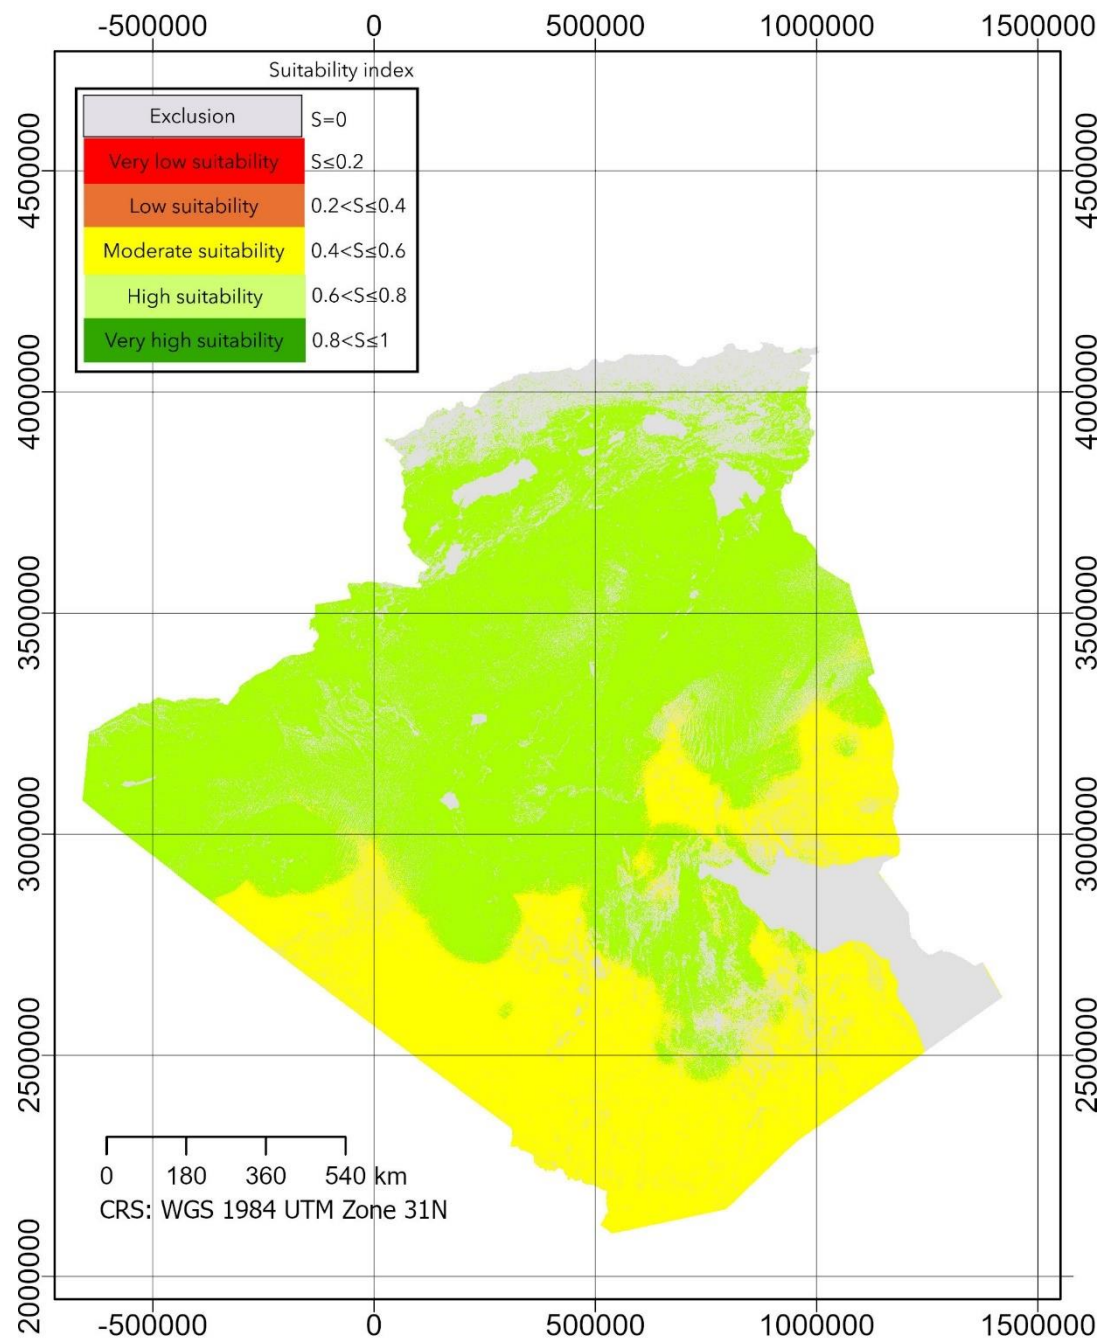 -500000 0 500000 1000000 1500000
Suitability index
Exclusion S=0
Very low suitability S≤0.2
Low suitability 0.2<S≤0.4
Moderate suitability 0.4<S≤0.6
High suitability 0.6<S≤0.8
Very high suitability 0.8<S≤1
4500000 4500000
4000000 4000000
3500000 3500000
3000000 3000000
2500000 2500000
2000000 2000000
0 180 360 540 km
CRS: WGS 1984 UTM Zone 31N
-500000 0 500000 1000000 1500000